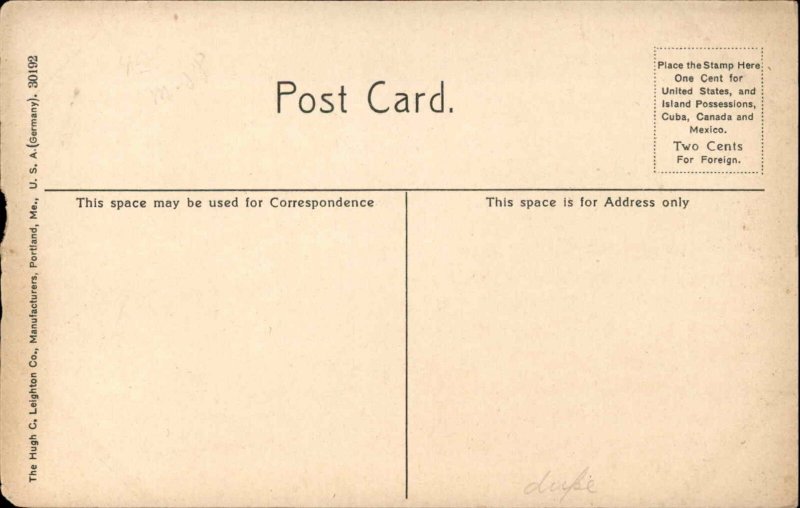 The Hugh C. Leighton Co., Manufacturers, Portland, Me., U. S. A. (Germany). 30192
Post Card.
Place the Stamp Here
One Cent for
United States, and
Island Possessions,
Cuba, Canada and
Mexico.
Two Cents
For Foreign.
This space may be used for Correspondence
This space is for Address only
dupe